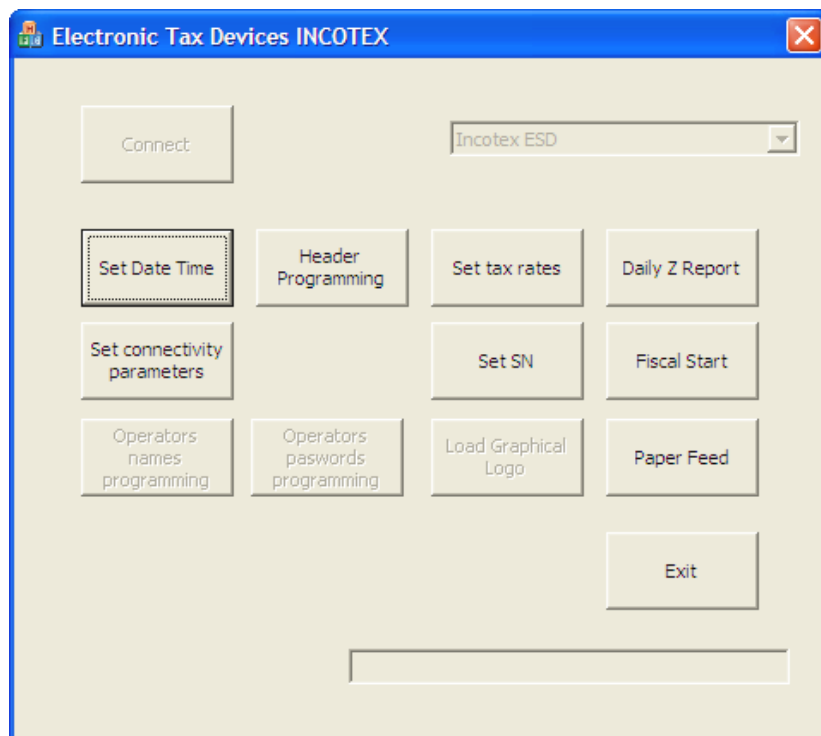 Electronic Tax Devices INCOTEX
Connect
Incotex ESD
Set Date Time
Header
Programming
Set tax rates
Daily Z Report
Set connectivity
parameters
Set SN
Fiscal Start
Operators
names
programming
Operators
paswords
programming
Load Graphical
Logo
Paper Feed
Exit